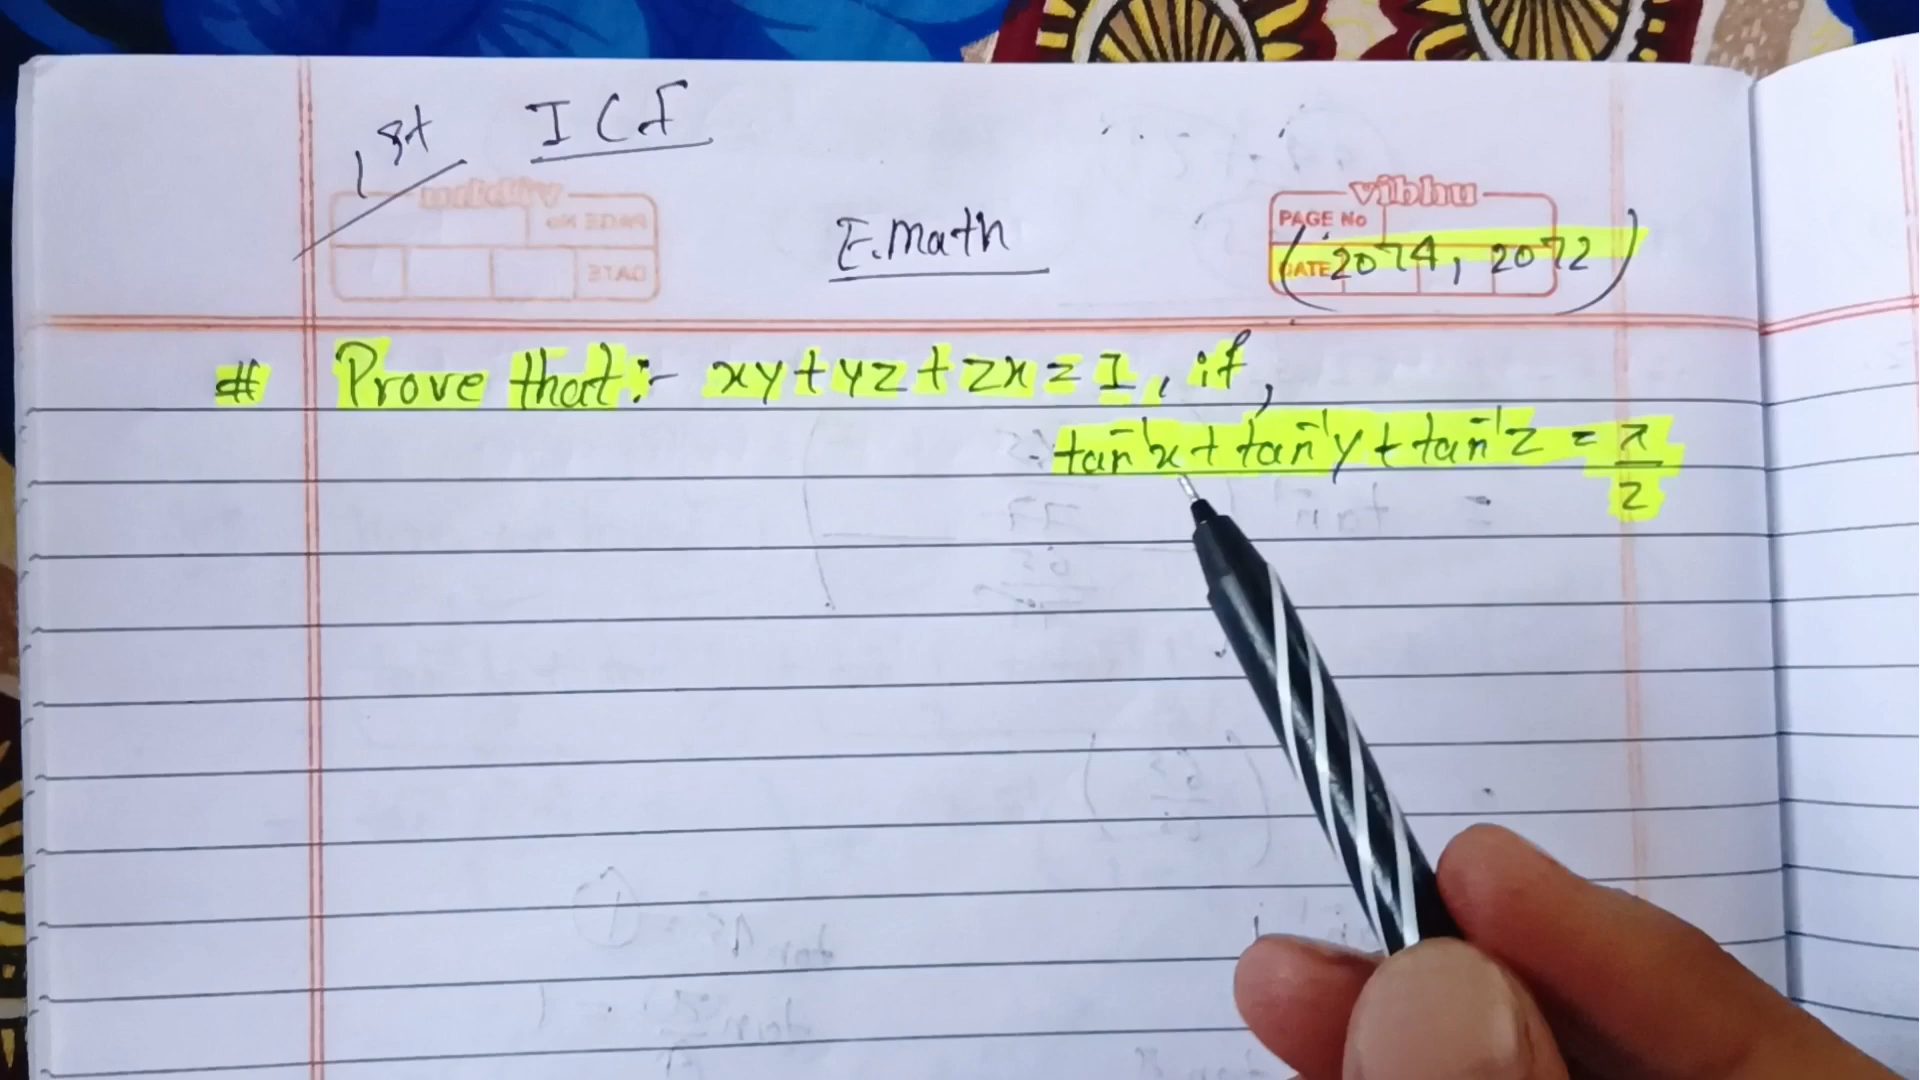 1st I C F
E.Math
vibhu
PAGE No
DATE
(2074, 2072)
# Prove that:- xy+yz+zx=1, if,
tan⁻¹x + tan⁻¹y + tan⁻¹z = π/2